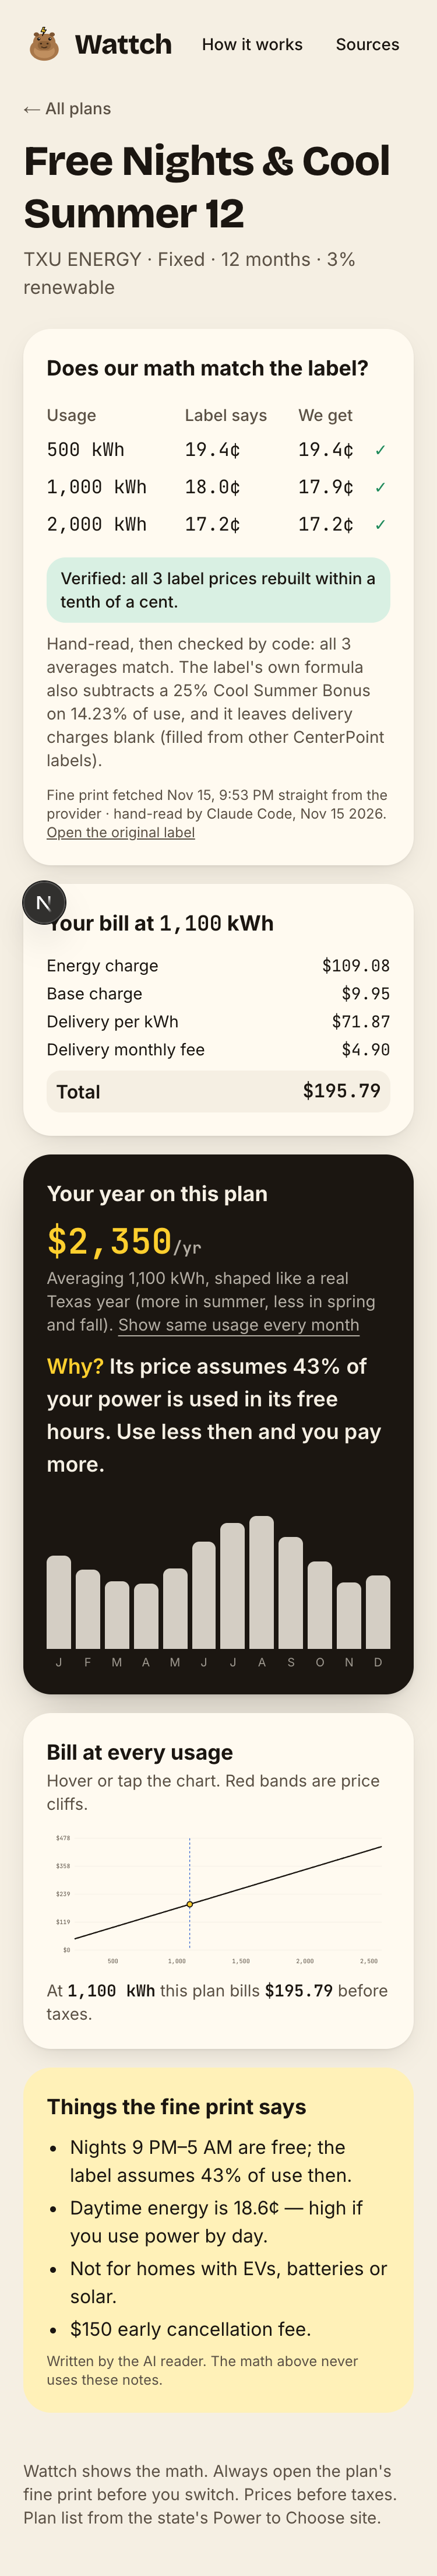 Wattch
How it works
Sources
← All plans
Free Nights & Cool
Summer 12
TXU ENERGY · Fixed · 12 months · 3%
renewable
Does our math match the label?
Usage Label says We get
500 kWh 19.4¢ 19.4¢ ✓
1,000 kWh 18.0¢ 17.9¢ ✓
2,000 kWh 17.2¢ 17.2¢ ✓
Verified: all 3 label prices rebuilt within a
tenth of a cent.
Hand-read, then checked by code: all 3
averages match. The label's own formula
also subtracts a 25% Cool Summer Bonus
on 14.23% of use, and it leaves delivery
charges blank (filled from other CenterPoint
labels).
Fine print fetched Nov 15, 9:53 PM straight from the
provider · hand-read by Claude Code, Nov 15 2026.
Open the original label
N
Your bill at 1,100 kWh
Energy charge $109.08
Base charge $9.95
Delivery per kWh $71.87
Delivery monthly fee $4.90
Total $195.79
Your year on this plan
$2,350/yr
Averaging 1,100 kWh, shaped like a real
Texas year (more in summer, less in spring
and fall). Show same usage every month
Why? Its price assumes 43% of
your power is used in its free
hours. Use less then and you pay
more.
J F M A M J J A S O N D
Bill at every usage
Hover or tap the chart. Red bands are price
cliffs.
$478
$358
$239
$119
$0
500 1,000 1,500 2,000 2,500
At 1,100 kWh this plan bills $195.79 before
taxes.
Things the fine print says
• Nights 9 PM–5 AM are free; the
label assumes 43% of use then.
• Daytime energy is 18.6¢ — high if
you use power by day.
• Not for homes with EVs, batteries or
solar.
• $150 early cancellation fee.
Written by the AI reader. The math above never
uses these notes.
Wattch shows the math. Always open the plan's
fine print before you switch. Prices before taxes.
Plan list from the state's Power to Choose site.